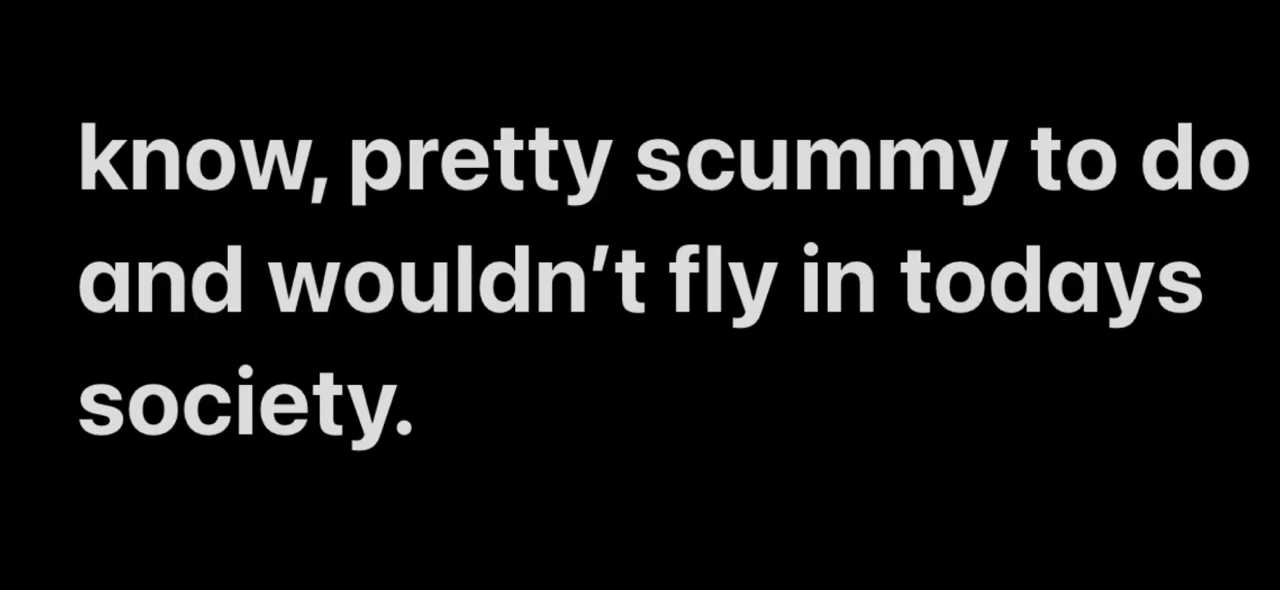 know, pretty scummy to do
and wouldn’t fly in todays
society.